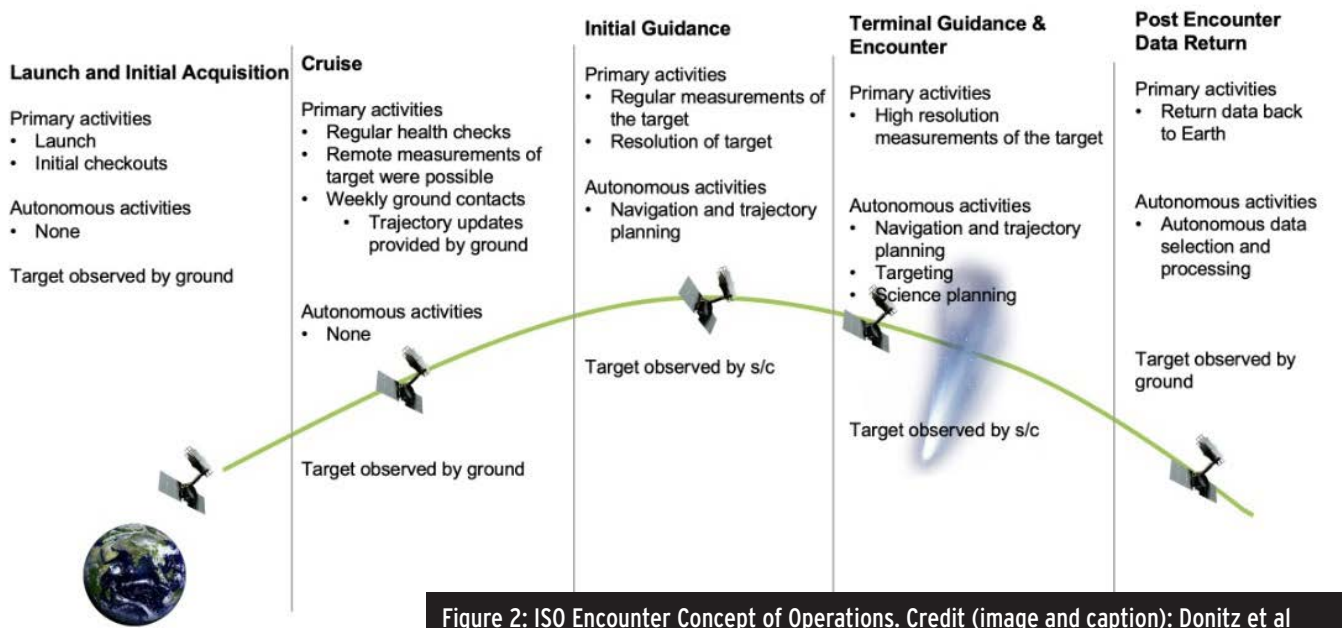 Launch and Initial Acquisition
Primary activities
• Launch
• Initial checkouts
Autonomous activities
• None
Target observed by ground
Cruise
Primary activities
• Regular health checks
• Remote measurements of
target were possible
• Weekly ground contacts
• Trajectory updates
provided by ground
Autonomous activities
• None
Target observed by ground
Initial Guidance
Primary activities
• Regular measurements of
the target
• Resolution of target
Autonomous activities
• Navigation and trajectory
planning
Target observed by s/c
Terminal Guidance &
Encounter
Primary activities
• High resolution
measurements of the target
Autonomous activities
• Navigation and trajectory
planning
• Targeting
• Science planning
Target observed by s/c
Post Encounter
Data Return
Primary activities
• Return data back
to Earth
Autonomous activities
• Autonomous data
selection and
processing
Target observed by
ground
Figure 2: ISO Encounter Concept of Operations. Credit (image and caption): Donitz et al